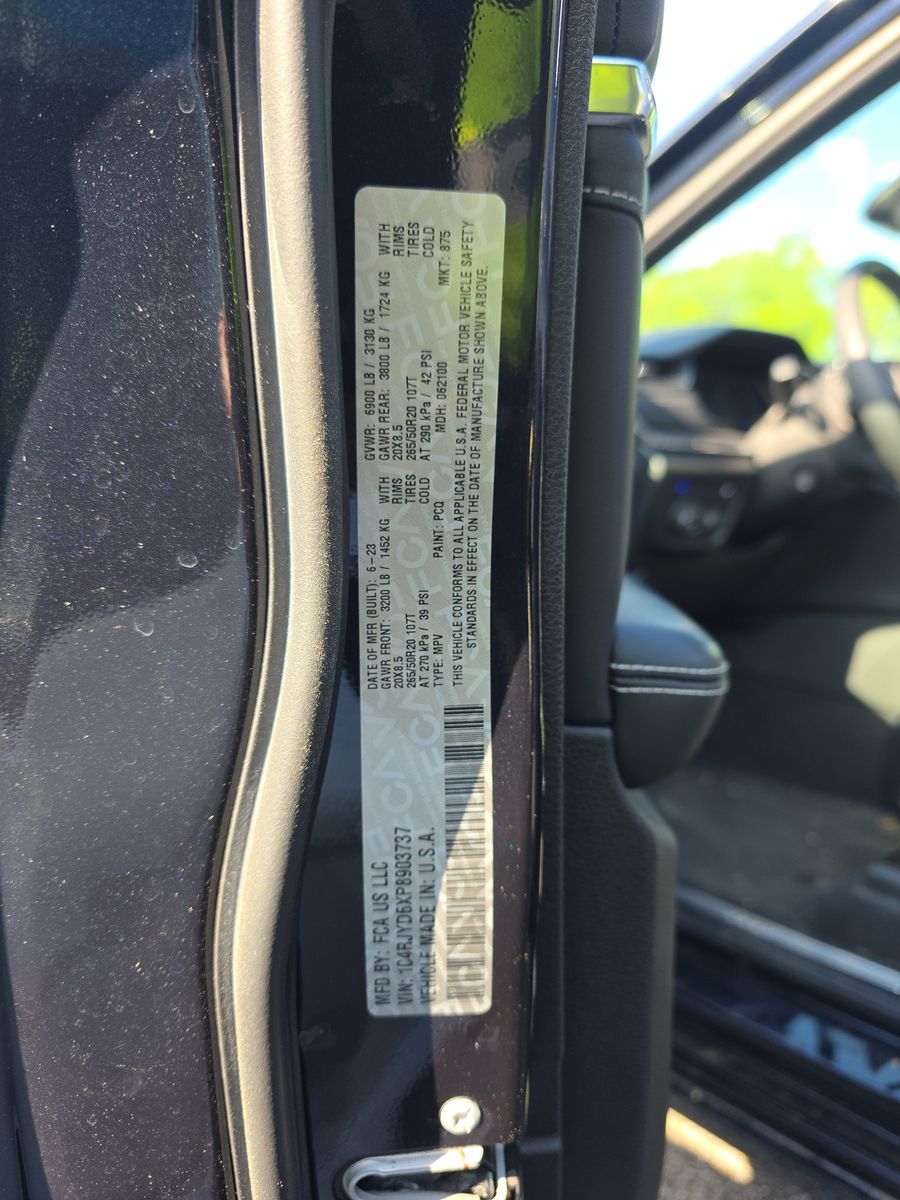 MFD BY: FCA US LLC
VIN: 1C4RJYD6XP8903737
VEHICLE MADE IN: U.S.A.
DATE OF MFR (BUILT): 6-23
GAWR FRONT: 3200 LB / 1452 KG WITH
20X8.5 RIMS
265/50R20 107T TIRES
AT 270 kPa / 39 PSI COLD
TYPE: MPV PAINT: PCQ
GVWR: 6900 LB / 3130 KG
GAWR REAR: 3800 LB / 1724 KG WITH
20X8.5 RIMS
265/50R20 107T TIRES
AT 290 kPa / 42 PSI COLD
MDH: 062100 MKT: 875
THIS VEHICLE CONFORMS TO ALL APPLICABLE U.S.A. FEDERAL MOTOR VEHICLE SAFETY
STANDARDS IN EFFECT ON THE DATE OF MANUFACTURE SHOWN ABOVE.